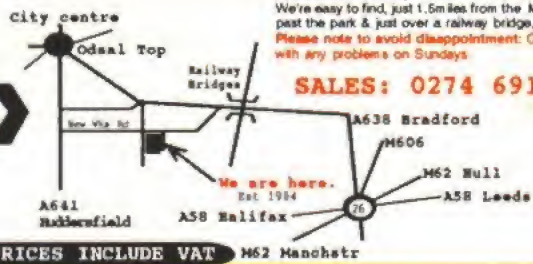 We're easy to find, just 1.5miles from the M
past the park & just over a railway bridge,
Please note to avoid disappointment: C
with any problems on Sundays
SALES: 0274 691
City centre
Odsal Top
Railway
Bridges
New Wks Rd
A638 Bradford
M606
M62 Hull
A58 Leeds
26
We are here.
Est 1984
A641
Huddersfield
A58 Halifax
M62 Manchstr
RICES INCLUDE VAT